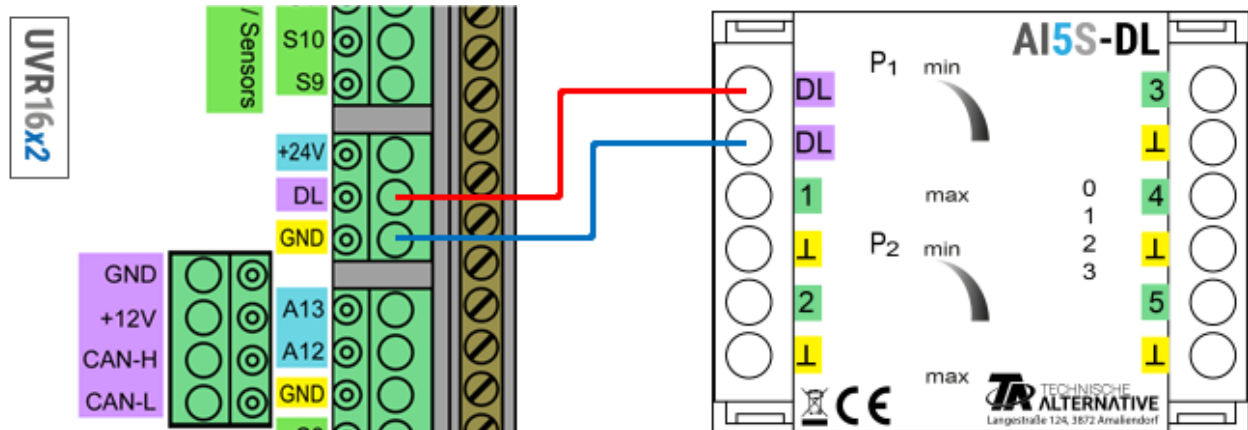 UVR16x2
/ Sensors
S10
S9
+24V
DL
GND
GND
+12V
CAN-H
CAN-L
A13
A12
GND
AI5S-DL
P1 min
max
P2 min
max
DL
DL
1
⊥
2
⊥
0
1
2
3
3
⊥
4
⊥
5
⊥
CE
TA TECHNISCHE
ALTERNATIVE
Langestraße 124, 3872 Amaliendorf